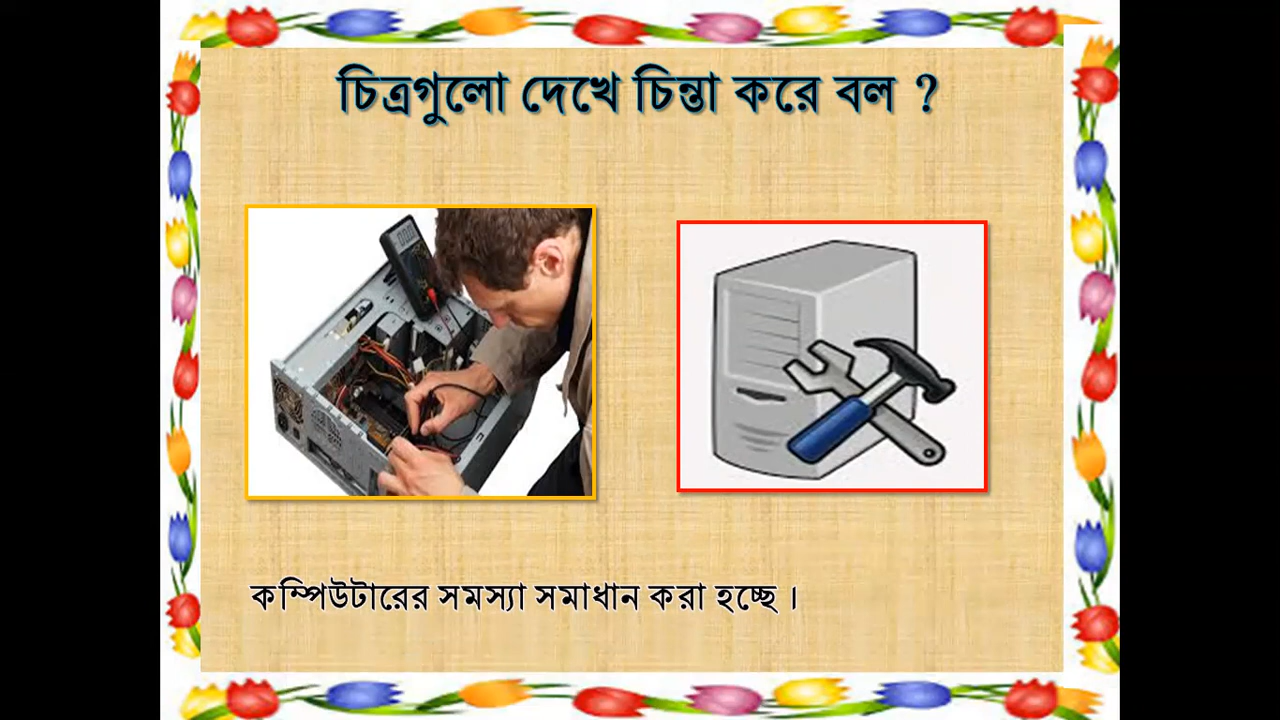 চিত্রগুলো দেখে চিন্তা করে বল ?
কম্পিউটারের সমস্যা সমাধান করা হচ্ছে ।